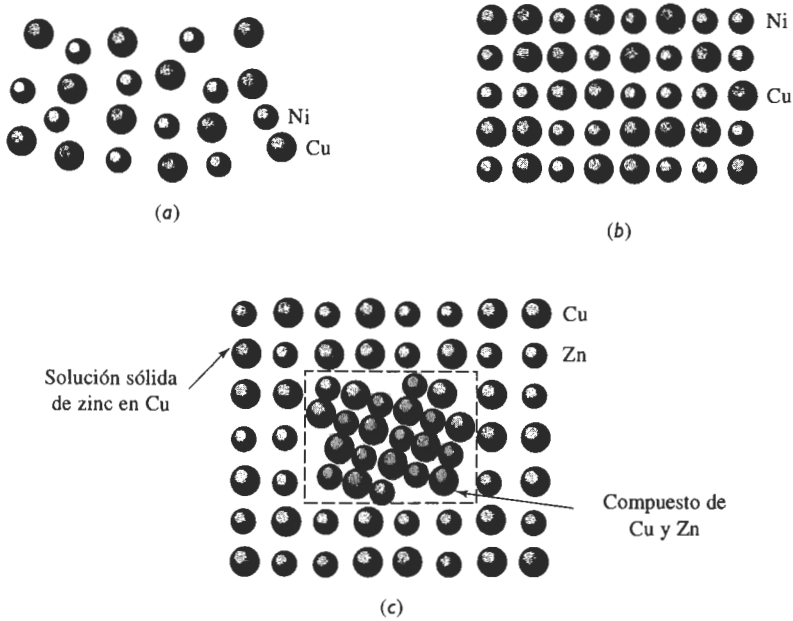 Ni
Cu
(a)
Ni
Cu
(b)
Cu
Zn
Solución sólida
de zinc en Cu
Compuesto de
Cu y Zn
(c)